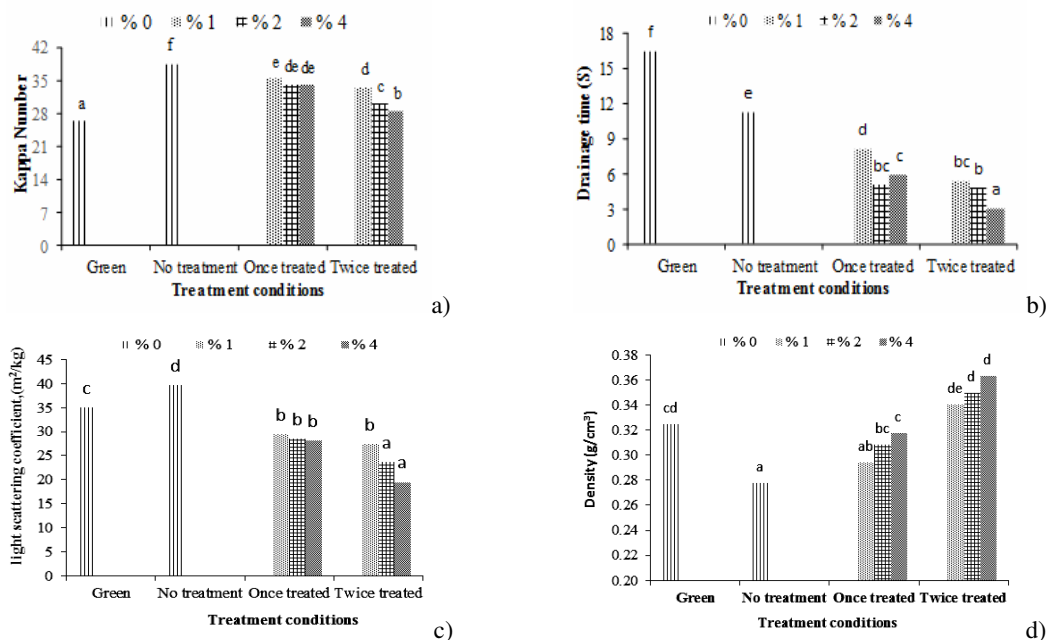 % 0 % 1 % 2 % 4
Kappa Number
42
35
28
21
14
7
0
a
f
e de de
d c b
Green No treatment Once treated Twice treated
Treatment conditions
a)
% 0 % 1 % 2 % 4
Drainage time (S)
18
15
12
9
6
3
0
f
e
d bc c
bc b a
Green No treatment Once treated Twice treated
Treatment conditions
b)
% 0 % 1 % 2 % 4
light scattering coefficient,(m²/kg)
45
40
35
30
25
20
15
10
5
0
c
d
b b b
b a a
Green No treatment Once treated Twice treated
Treatment conditions
c)
% 0 % 1 % 2 % 4
Density (g/cm³)
0.38
0.36
0.34
0.32
0.30
0.28
0.26
0.24
0.22
0.20
cd
a
ab bc c
de d d
Green No treatment Once treated Twice treated
Treatment conditions
d)